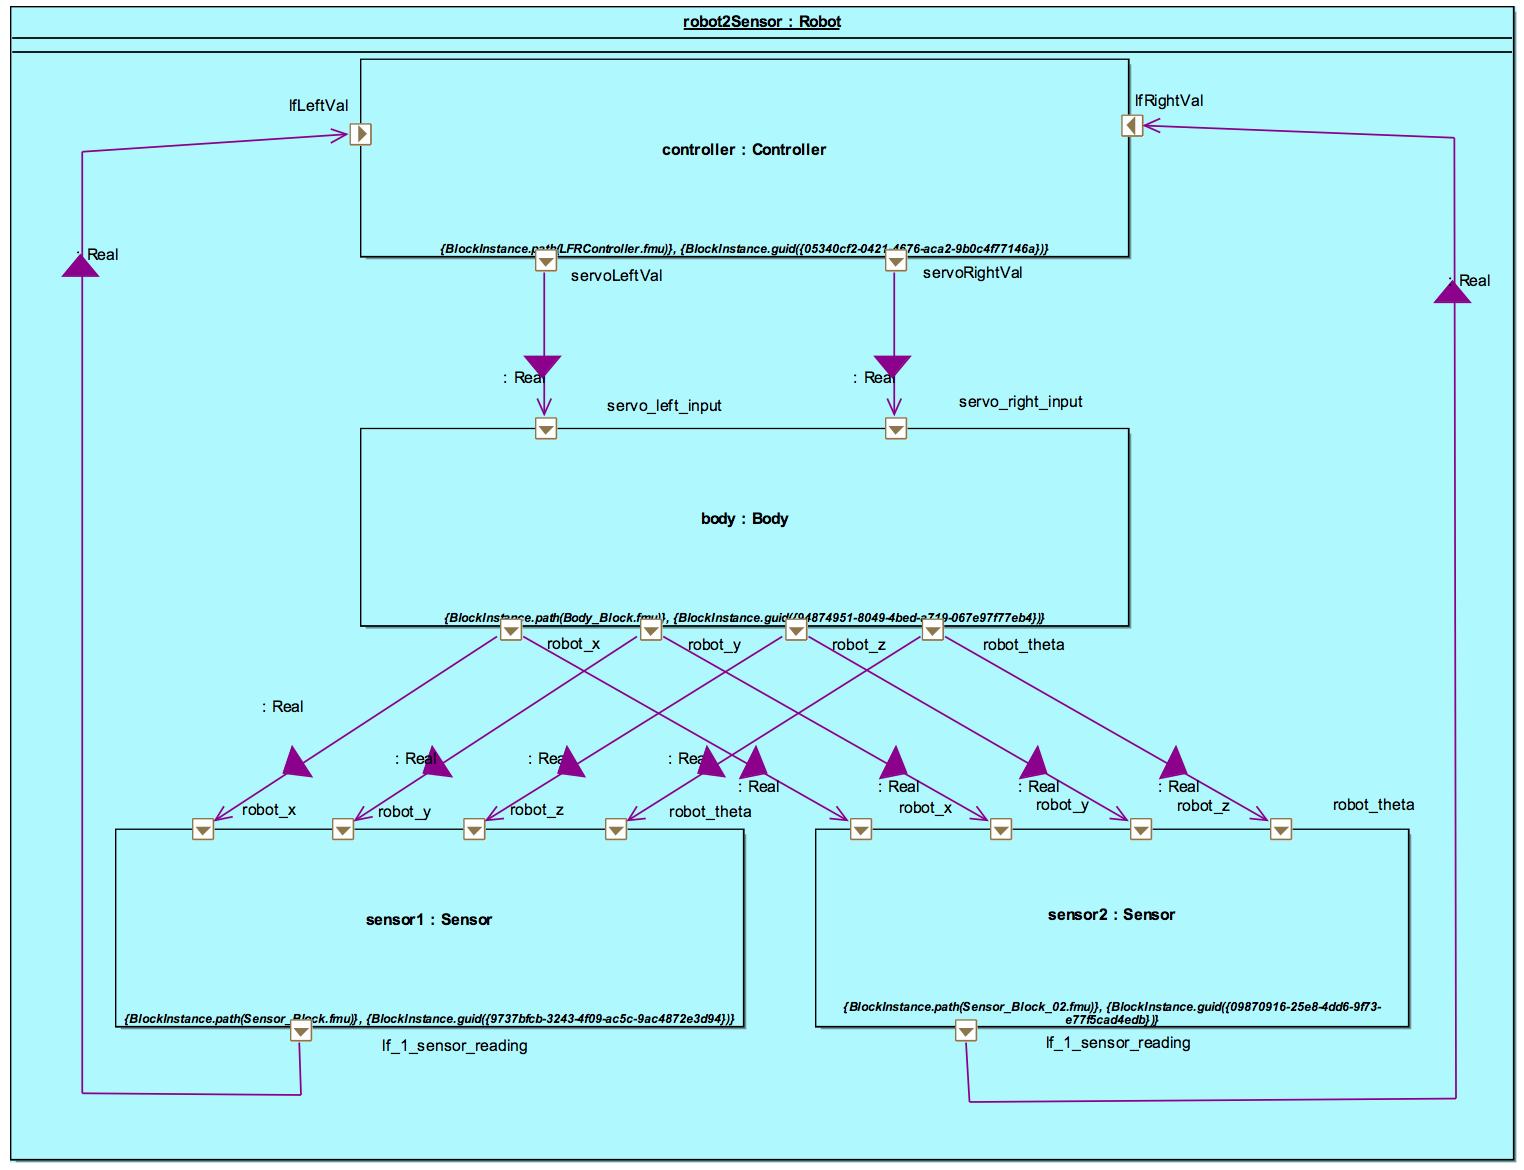 robot2Sensor : Robot
lfLeftVal
lfRightVal
controller : Controller
{BlockInstance.path(LFRController.fmu)}, {BlockInstance.guid({05340cf2-0421-4676-aca2-9b0c4f77146a})}
: Real
servoLeftVal
servoRightVal
: Real
: Real
: Real
servo_left_input
servo_right_input
body : Body
{BlockInstance.path(Body_Block.fmu)}, {BlockInstance.guid({94874951-8049-4bed-a719-067e97f77eb4})}
robot_x
robot_y
robot_z
robot_theta
: Real
: Real
: Real
: Real
: Real
: Real
: Real
: Real
robot_x
robot_y
robot_z
robot_theta
robot_x
robot_y
robot_z
robot_theta
sensor1 : Sensor
sensor2 : Sensor
{BlockInstance.path(Sensor_Block.fmu)}, {BlockInstance.guid({9737bfcb-3243-4f09-ac5c-9ac4872e3d94})}
{BlockInstance.path(Sensor_Block_02.fmu)}, {BlockInstance.guid({09870916-25e8-4dd6-9f73-
e77f5cad4edb})}
lf_1_sensor_reading
lf_1_sensor_reading